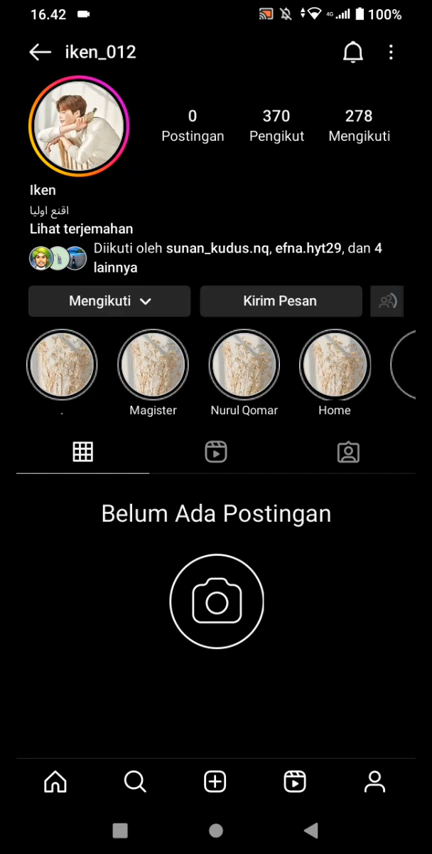 16.42 4G 100%
iken_012
0 370 278
Postingan Pengikut Mengikuti
Iken
اقنع اوليا
Lihat terjemahan
Diikuti oleh sunan_kudus.nq, efna.hyt29, dan 4
lainnya
Mengikuti Kirim Pesan
. Magister Nurul Qomar Home
Belum Ada Postingan